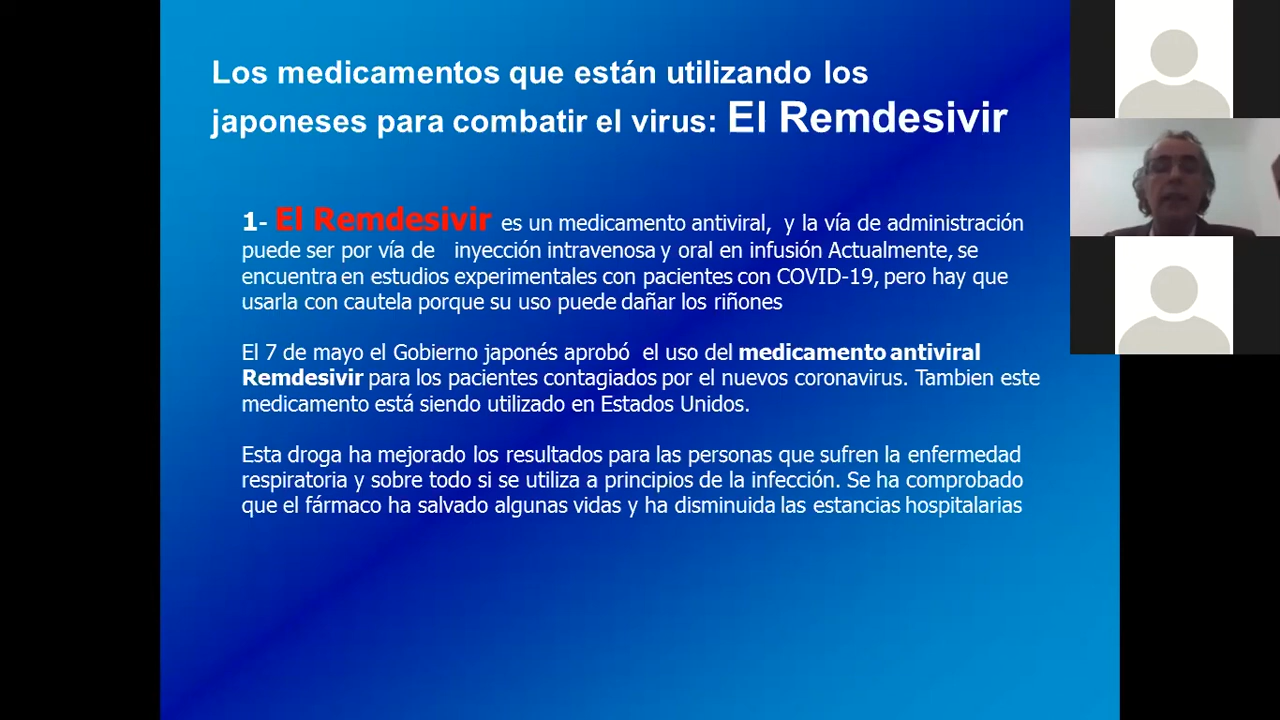 Los medicamentos que están utilizando los
japoneses para combatir el virus: El Remdesivir
1- El Remdesivir es un medicamento antiviral, y la vía de administración
puede ser por vía de inyección intravenosa y oral en infusión Actualmente, se
encuentra en estudios experimentales con pacientes con COVID-19, pero hay que
usarla con cautela porque su uso puede dañar los riñones
El 7 de mayo el Gobierno japonés aprobó el uso del medicamento antiviral
Remdesivir para los pacientes contagiados por el nuevos coronavirus. Tambien este
medicamento está siendo utilizado en Estados Unidos.
Esta droga ha mejorado los resultados para las personas que sufren la enfermedad
respiratoria y sobre todo si se utiliza a principios de la infección. Se ha comprobado
que el fármaco ha salvado algunas vidas y ha disminuida las estancias hospitalarias